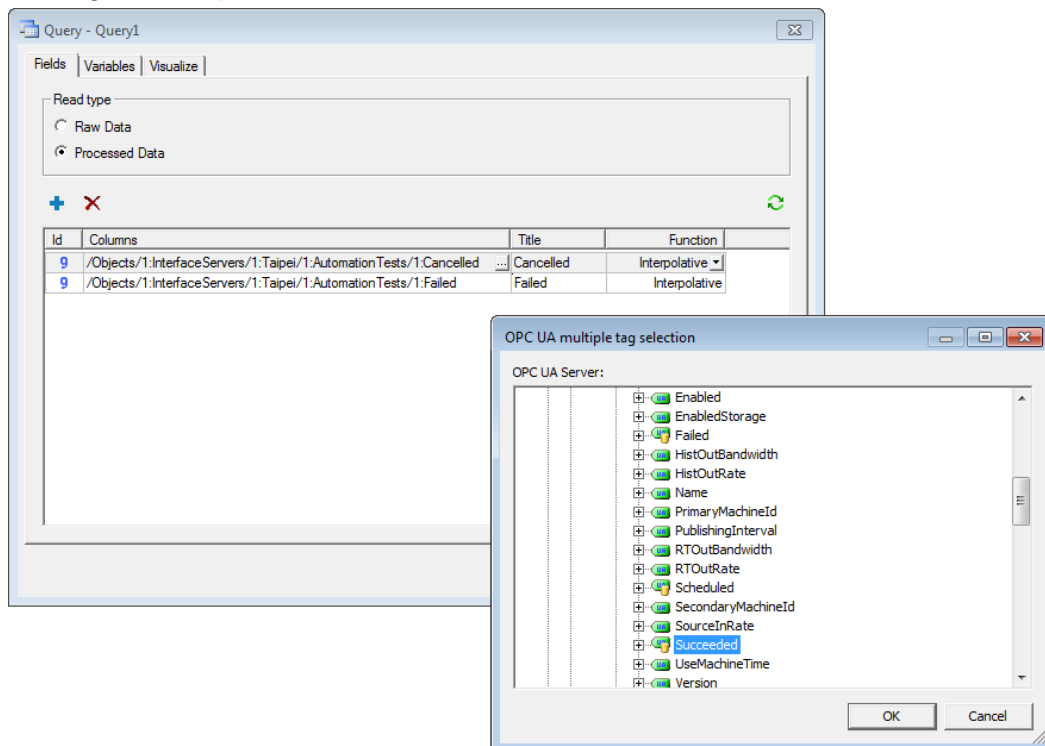 Query - Query1
Fields Variables Visualize
Read type
Raw Data
Processed Data
Id Columns Title Function
9 /Objects/1:InterfaceServers/1:Taipei/1:AutomationTests/1:Cancelled ... Cancelled Interpolative
9 /Objects/1:InterfaceServers/1:Taipei/1:AutomationTests/1:Failed Failed Interpolative
OPC UA multiple tag selection
OPC UA Server:
Enabled
EnabledStorage
Failed
HistOutBandwidth
HistOutRate
Name
PrimaryMachineId
PublishingInterval
RTOutBandwidth
RTOutRate
Scheduled
SecondaryMachineId
SourceInRate
Succeeded
UseMachineTime
Version
OK Cancel